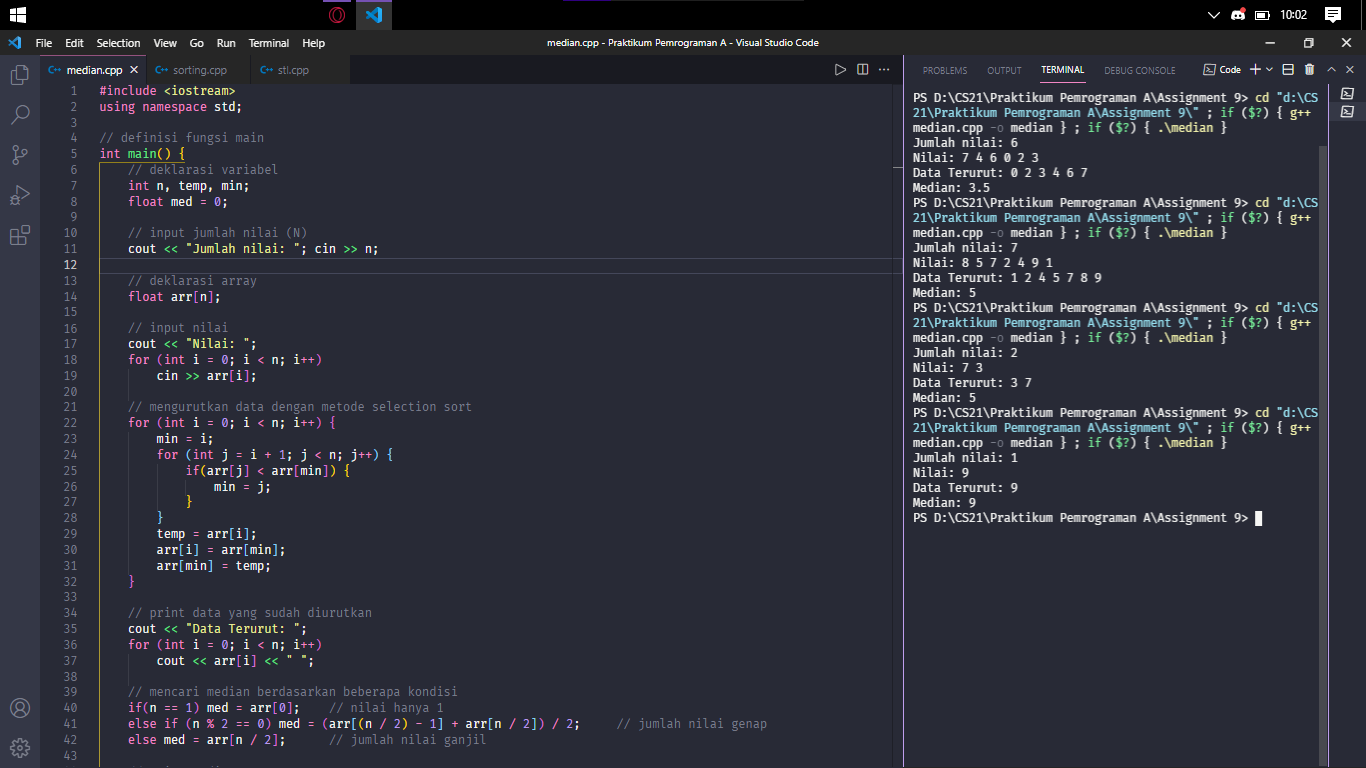 10:02
File Edit Selection View Go Run Terminal Help
median.cpp - Praktikum Pemrograman A - Visual Studio Code
median.cpp sorting.cpp stl.cpp
1 #include <iostream>
2 using namespace std;
3
4 // definisi fungsi main
5 int main() {
6 // deklarasi variabel
7 int n, temp, min;
8 float med = 0;
9
10 // input jumlah nilai (N)
11 cout << "Jumlah nilai: "; cin >> n;
12
13 // deklarasi array
14 float arr[n];
15
16 // input nilai
17 cout << "Nilai: ";
18 for (int i = 0; i < n; i++)
19 cin >> arr[i];
20
21 // mengurutkan data dengan metode selection sort
22 for (int i = 0; i < n; i++) {
23 min = i;
24 for (int j = i + 1; j < n; j++) {
25 if(arr[j] < arr[min]) {
26 min = j;
27 }
28 }
29 temp = arr[i];
30 arr[i] = arr[min];
31 arr[min] = temp;
32 }
33
34 // print data yang sudah diurutkan
35 cout << "Data Terurut: ";
36 for (int i = 0; i < n; i++)
37 cout << arr[i] << " ";
38
39 // mencari median berdasarkan beberapa kondisi
40 if(n == 1) med = arr[0]; // nilai hanya 1
41 else if (n % 2 == 0) med = (arr[(n / 2) - 1] + arr[n / 2]) / 2; // jumlah nilai genap
42 else med = arr[n / 2]; // jumlah nilai ganjil
43
PROBLEMS OUTPUT TERMINAL DEBUG CONSOLE Code
PS D:\CS21\Praktikum Pemrograman A\Assignment 9> cd "d:\CS
21\Praktikum Pemrograman A\Assignment 9\" ; if ($?) { g++
median.cpp -o median } ; if ($?) { .\median }
Jumlah nilai: 6
Nilai: 7 4 6 0 2 3
Data Terurut: 0 2 3 4 6 7
Median: 3.5
PS D:\CS21\Praktikum Pemrograman A\Assignment 9> cd "d:\CS
21\Praktikum Pemrograman A\Assignment 9\" ; if ($?) { g++
median.cpp -o median } ; if ($?) { .\median }
Jumlah nilai: 7
Nilai: 8 5 7 2 4 9 1
Data Terurut: 1 2 4 5 7 8 9
Median: 5
PS D:\CS21\Praktikum Pemrograman A\Assignment 9> cd "d:\CS
21\Praktikum Pemrograman A\Assignment 9\" ; if ($?) { g++
median.cpp -o median } ; if ($?) { .\median }
Jumlah nilai: 2
Nilai: 7 3
Data Terurut: 3 7
Median: 5
PS D:\CS21\Praktikum Pemrograman A\Assignment 9> cd "d:\CS
21\Praktikum Pemrograman A\Assignment 9\" ; if ($?) { g++
median.cpp -o median } ; if ($?) { .\median }
Jumlah nilai: 1
Nilai: 9
Data Terurut: 9
Median: 9
PS D:\CS21\Praktikum Pemrograman A\Assignment 9>